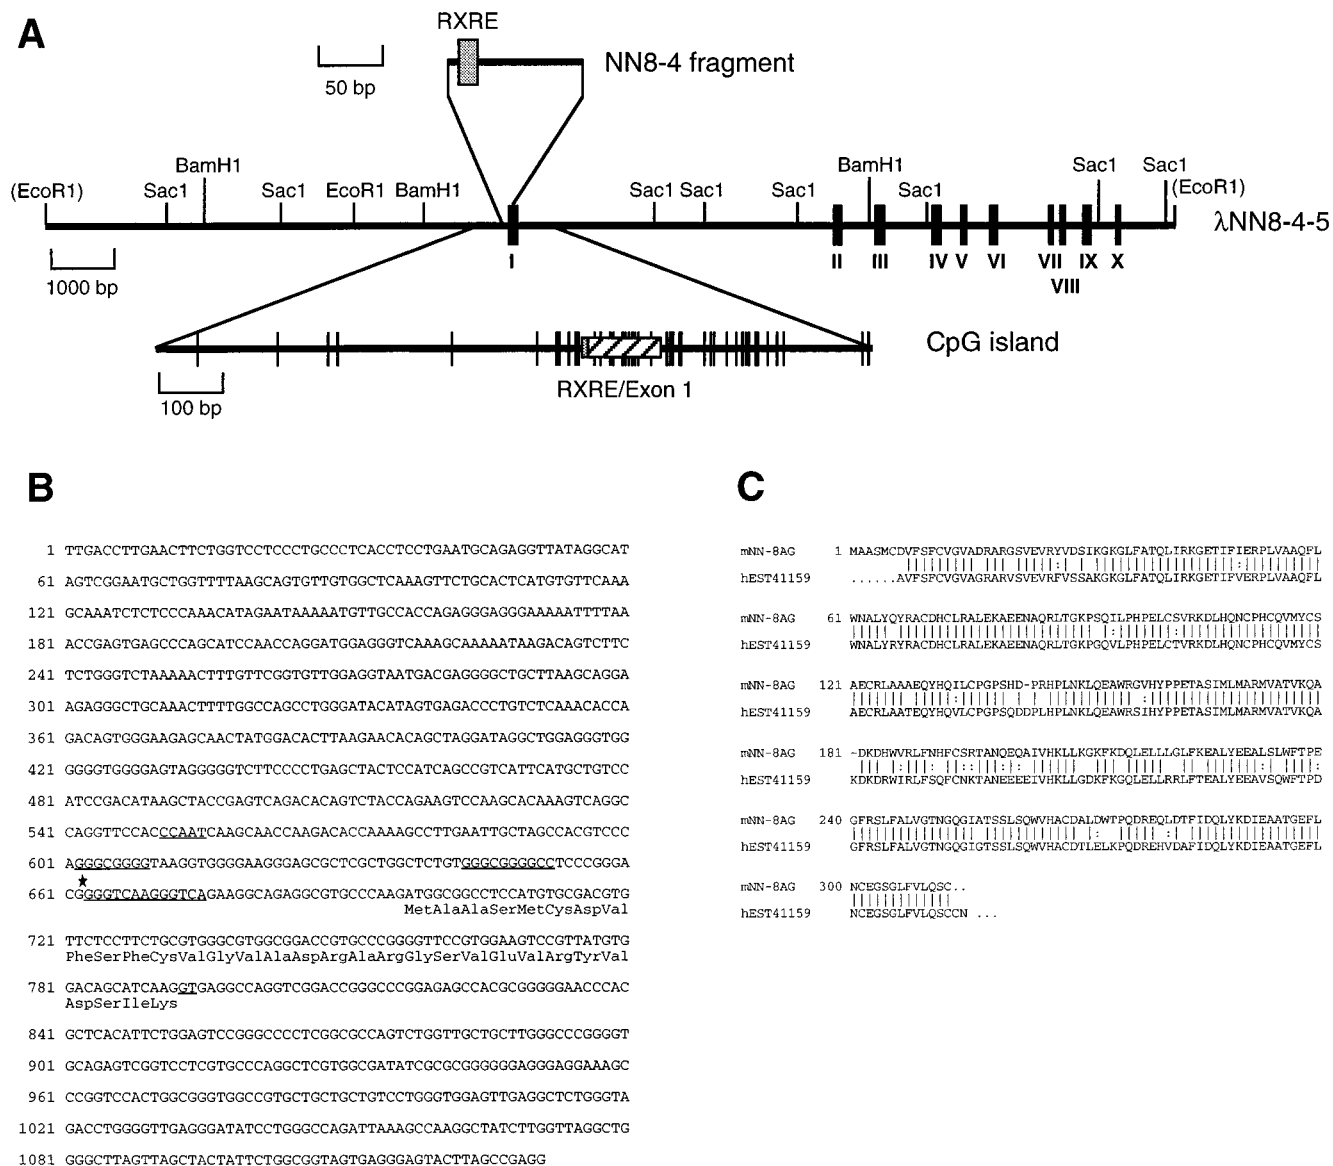 A
RXRE
NN8-4 fragment
50 bp
(EcoR1)
Sac1
BamH1
Sac1
EcoR1
BamH1
Sac1
Sac1
Sac1
BamH1
Sac1
Sac1
Sac1
(EcoR1)
λNN8-4-5
1000 bp
I
II
III
IV
V
VI
VII
VIII
IX
X
CpG island
100 bp
RXRE/Exon 1
B
1 TTGACCTTGAACTTCTGGTCCTCCCTGCCCTCACCTCCTGAATGCAGAGGTTATAGGCAT
61 AGTCGGAATGCTGGTTTTAAGCAGTGTTGTGGCTCAAAGTTCTGCACTCATGTGTTCAAA
121 GCAAATCTCTCCCAAACATAGAATAAAAATGTTGCCACCAGAGGGAGGGAAAAATTTTAA
181 ACCGAGTGAGCCCAGCATCCAACCAGGATGGAGGGTCAAAGCAAAAATAAGACAGTCTTC
241 TCTGGGTCTAAAAACTTTGTTCGGTGTTGGAGGTAATGACGAGGGGCTGCTTAAGCAGGA
301 AGAGGGCTGCAAACTTTTGGCCAGCCTGGGATACATAGTGAGACCCTGTCTCAAACACCA
361 GACAGTGGGAAGAGCAACTATGGACACTTAAGAACACAGCTAGGATAGGCTGGAGGGTGG
421 GGGGTGGGGAGTAGGGGGTCTTCCCCTGAGCTACTCCATCAGCCGTCATTCATGCTGTCC
481 ATCCGACATAAGCTACCGAGTCAGACACAGTCTACCAGAAGTCCAAGCACAAAGTCAGGC
541 CAGGTTCCACCCAATCAAGCAACCAAGACACCAAAAGCCTTGAATTGCTAGCCACGTCCC
601 AGGGCGGGGTAAGGTGGGGAAGGGAGCGCTCGCTGGCTCTGTGGGCGGGGCCTCCCGGGA
★
661 CGGGGTCAAGGGTCAGAAGGCAGAGGCGTGCCCAAGATGGCGGCCTCCATGTGCGACGTG
MetAlaAlaSerMetCysAspVal
721 TTCTCCTTCTGCGTGGGCGTGGCGGACCGTGCCCGGGGTTCCGTGGAAGTCCGTTATGTG
PheSerPheCysValGlyValAlaAspArgAlaArgGlySerValGluValArgTyrVal
781 GACAGCATCAAGGTGAGGCCAGGTCGGACCGGGCCCGGAGAGCCACGCGGGGGAACCCAC
AspSerIleLys
841 GCTCACATTCTGGAGTCCGGGCCCCTCGGCGCCAGTCTGGTTGCTGCTTGGGCCCGGGGT
901 GCAGAGTCGGTCCTCGTGCCCAGGCTCGTGGCGATATCGCGCGGGGGGAGGGAGGAAAGC
961 CCGGTCCACTGGCGGGTGGCCGTGCTGCTGCTGTCCTGGGTGGAGTTGAGGCTCTGGGTA
1021 GACCTGGGGTTGAGGGATATCCTGGGCCAGATTAAAGCCAAGGCTATCTTGGTTAGGCTG
1081 GGGCTTAGTTAGCTACTATTCTGGCGGTAGTGAGGGAGTACTTAGCCGAGG
C
mNN-8AG 1 MAASMCDVFSFCVGVADRARGSVEVRYVDSIKGKGLFATQLIRKGETIFIERPLVAAQFL
hEST41159 ......AVFSFCVGVAGRARVSVEVRFVSSAKGKGLFATQLIRKGETIFVERPLVAAQFL
mNN-8AG 61 WNALYQYRACDHCLRALEKAEENAQRLTGKPSQILPHPELCSVRKDLHQNCPHCQVMYCS
hEST41159 WNALYRYRACDHCLRALEKAEENAQRLTGKPGQVLPHPELCTVRKDLHQNCPHCQVMYCS
mNN-8AG 121 AECRLAAAEQYHQILCPGPSHD-PRHPLNKLQEAWRGVHYPPETASIMLMARMVATVKQA
hEST41159 AECRLAATEQYHQVLCPGPSQDDPLHPLNKLQEAWRSIHYPPETASIMLMARMVATVKQA
mNN-8AG 181 -DKDHWVRLFNHFCSRTANQEQAIVHKLLKGKFKDQLELLLGLFKEALYEEALSLWFTPE
hEST41159 KDKDRWIRLFSQFCNKTANEEEEIVHKLLGDKFKGQLELLRRLFTEALYEEAVSQWFTPD
mNN-8AG 240 GFRSLFALVGTNGQGIATSSLSQWVHACDALDWTPQDREQLDTFIDQLYKDIEAATGEFL
hEST41159 GFRSLFALVGTNGQGIGTSSLSQWVHACDTLELKPQDREHVDAFIDQLYKDIEAATGEFL
mNN-8AG 300 NCEGSGLFVLQSC..
hEST41159 NCEGSGLFVLQSCCN ...